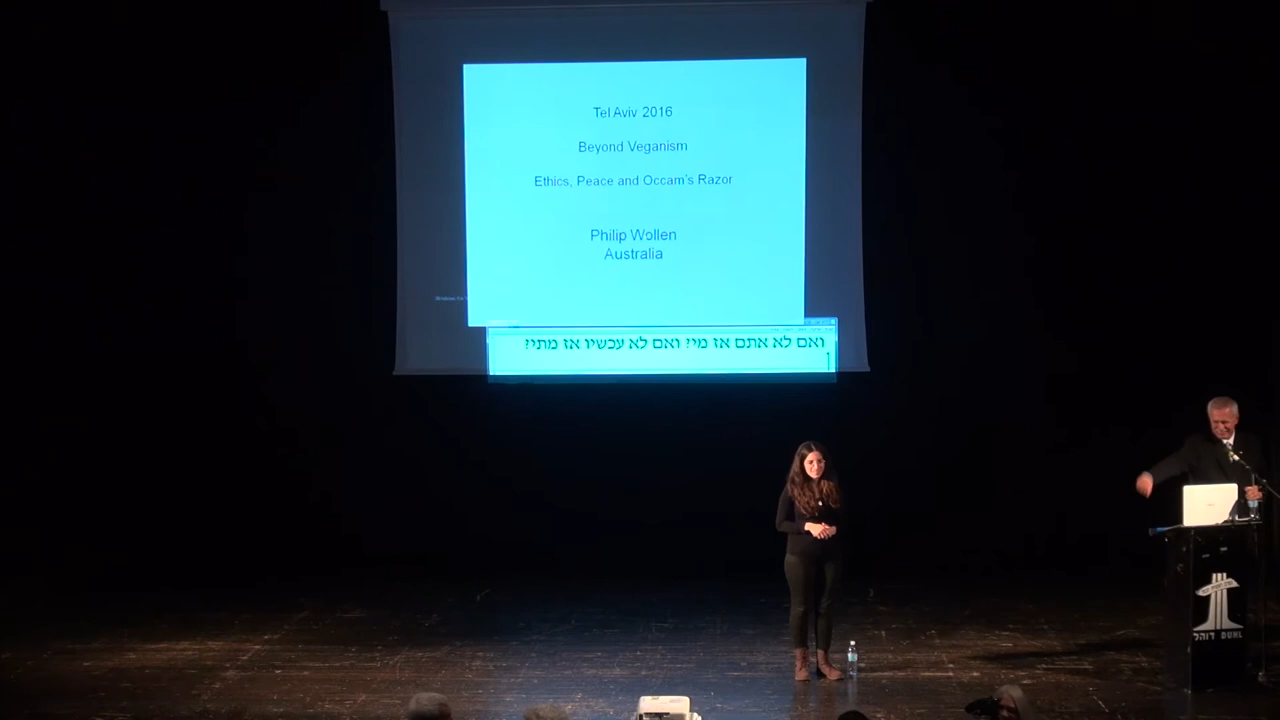 Tel Aviv 2016
Beyond Veganism
Ethics, Peace and Occam's Razor
Philip Wollen
Australia
ואם לא אתם אז מי? ואם לא עכשיו אז מתי?
דוהל DUHL